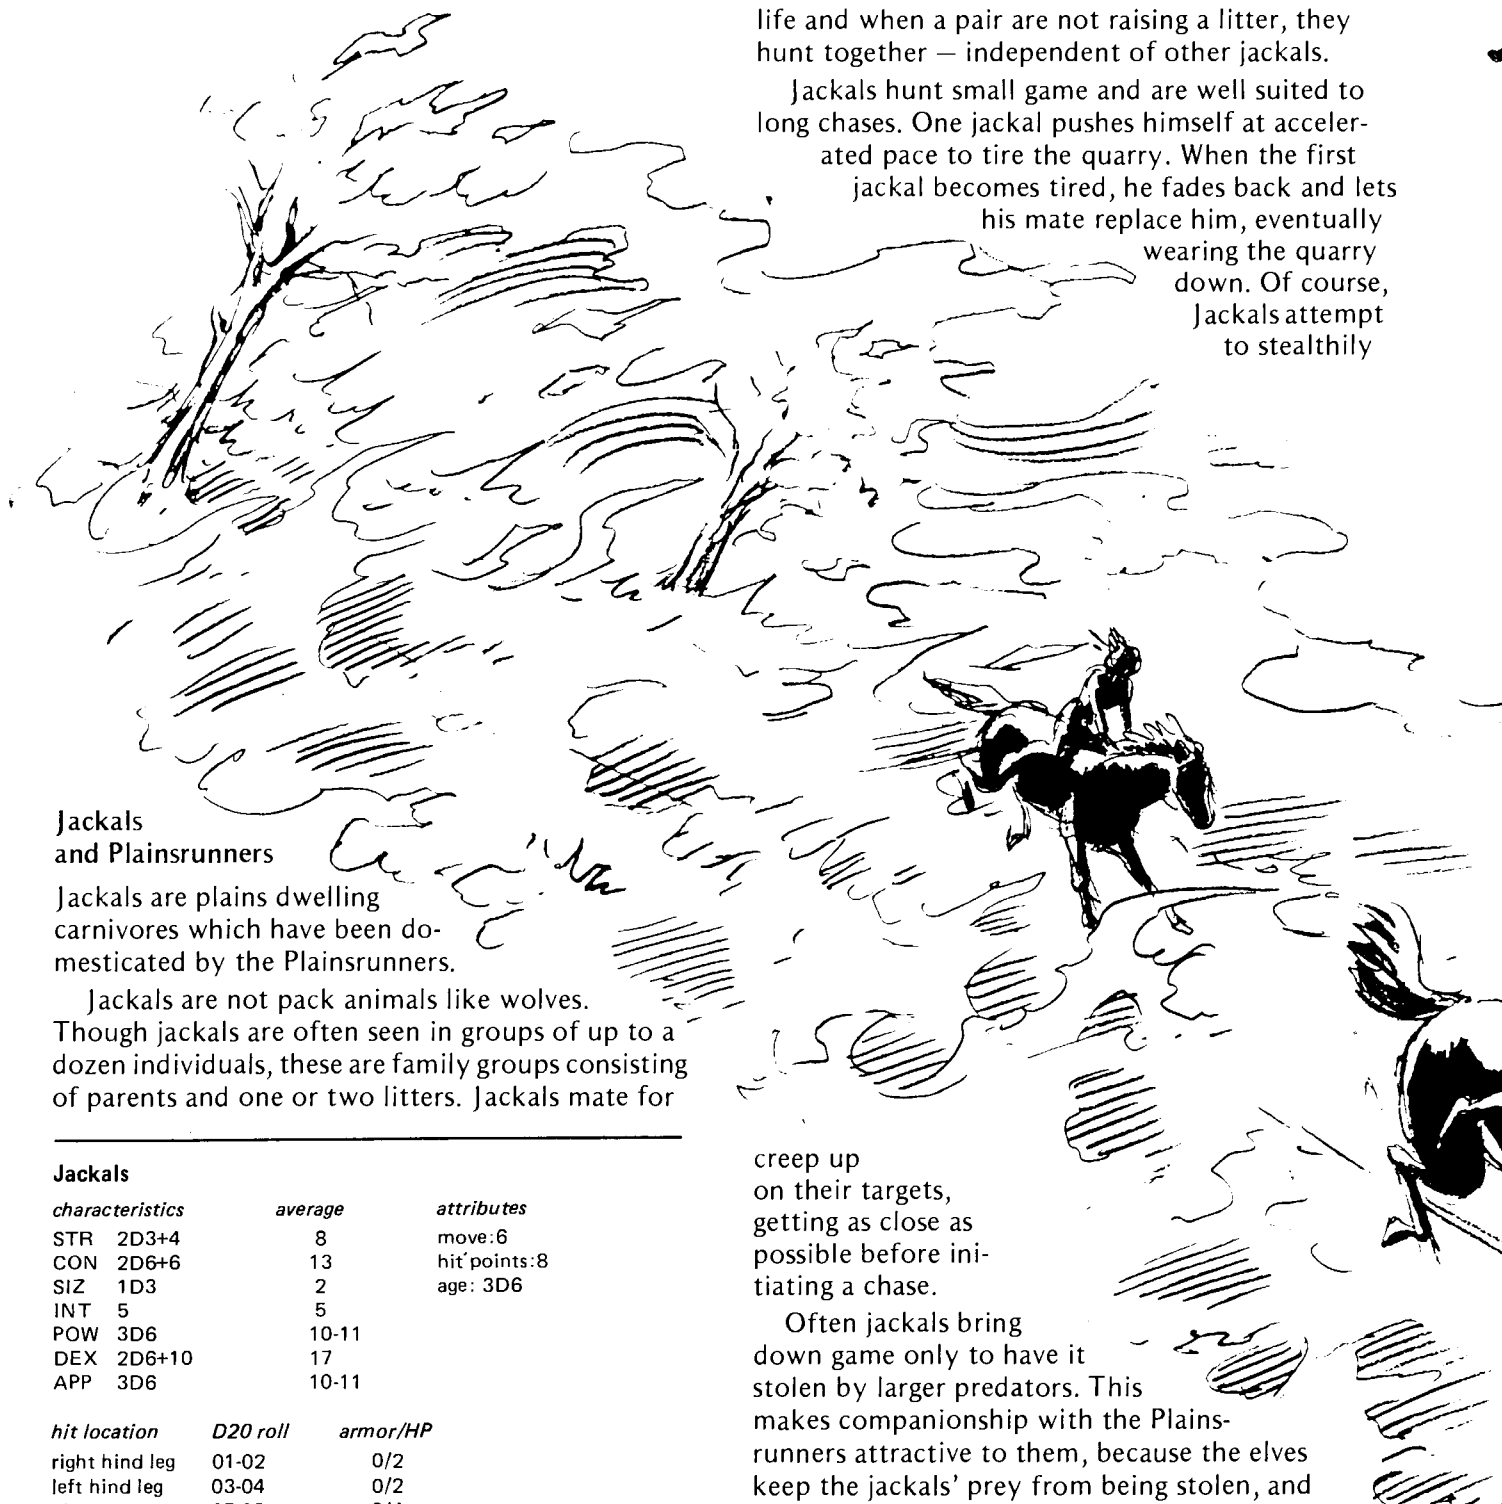 Jackals
and Plainsrunners
Jackals are plains dwelling
carnivores which have been do-
mesticated by the Plainsrunners.
Jackals are not pack animals like wolves.
Though jackals are often seen in groups of up to a
dozen individuals, these are family groups consisting
of parents and one or two litters. Jackals mate for
Jackals
characteristics average attributes
STR 2D3+4 8 move:6
CON 2D6+6 13 hit points:8
SIZ 1D3 2 age: 3D6
INT 5 5
POW 3D6 10-11
DEX 2D6+10 17
APP 3D6 10-11
hit location D20 roll armor/HP
right hind leg 01-02 0/2
left hind leg 03-04 0/2
life and when a pair are not raising a litter, they
hunt together — independent of other jackals.
Jackals hunt small game and are well suited to
long chases. One jackal pushes himself at acceler-
ated pace to tire the quarry. When the first
jackal becomes tired, he fades back and lets
his mate replace him, eventually
wearing the quarry
down. Of course,
Jackals attempt
to stealthily
creep up
on their targets,
getting as close as
possible before ini-
tiating a chase.
Often jackals bring
down game only to have it
stolen by larger predators. This
makes companionship with the Plains-
runners attractive to them, because the elves
keep the jackals' prey from being stolen, and